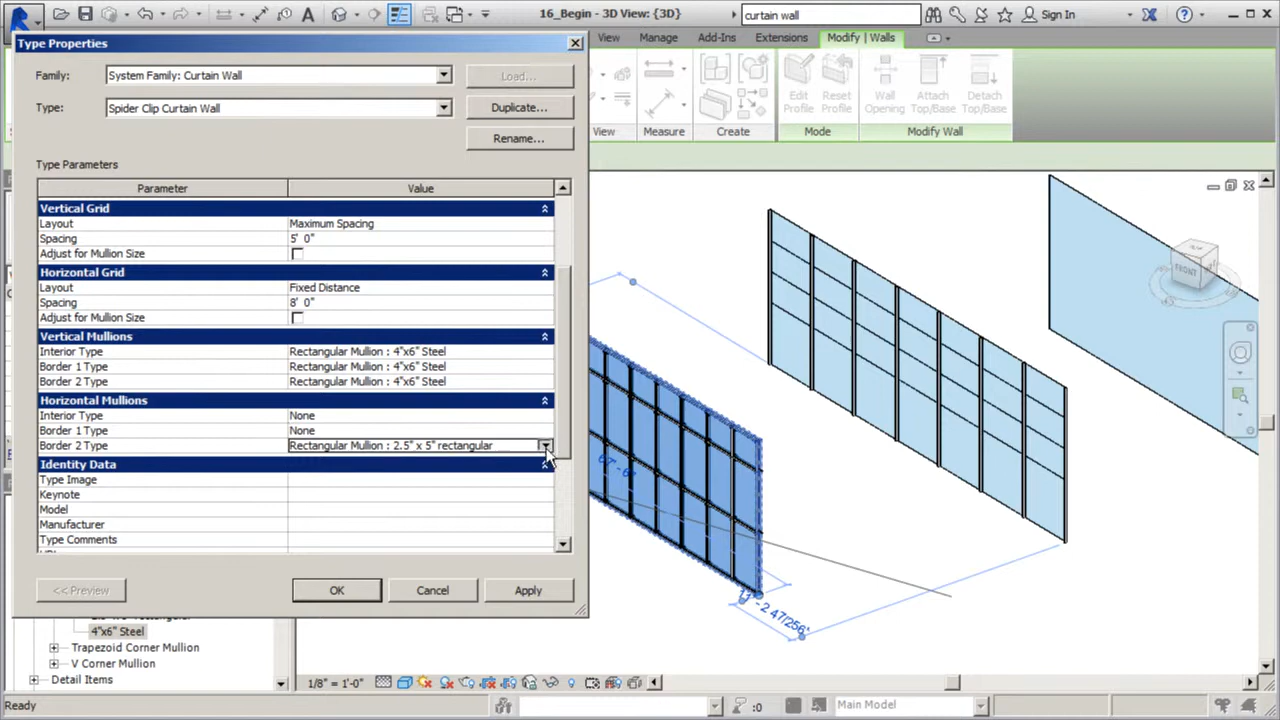 16_Begin - 3D View: {3D}
curtain wall
Sign In
View
Manage
Add-Ins
Extensions
Modify | Walls
Type Properties
Family:
System Family: Curtain Wall
Load...
Type:
Spider Clip Curtain Wall
Duplicate...
Rename...
Edit Profile
Reset Profile
Wall Opening
Attach Top/Base
Detach Top/Base
View
Measure
Create
Mode
Modify Wall
Type Parameters
Parameter
Value
Vertical Grid
Layout
Maximum Spacing
Spacing
5'  0"
Adjust for Mullion Size
Horizontal Grid
Layout
Fixed Distance
Spacing
8'  0"
Adjust for Mullion Size
Vertical Mullions
Interior Type
Rectangular Mullion : 4"x6" Steel
Border 1 Type
Rectangular Mullion : 4"x6" Steel
Border 2 Type
Rectangular Mullion : 4"x6" Steel
Horizontal Mullions
Interior Type
None
Border 1 Type
None
Border 2 Type
Rectangular Mullion : 2.5" x 5" rectangular
Identity Data
Type Image
Keynote
Model
Manufacturer
Type Comments
<< Preview
OK
Cancel
Apply
FRONT
4"x6" Steel
Trapezoid Corner Mullion
V Corner Mullion
Detail Items
1/8" = 1'-0"
Ready
:0
Main Model